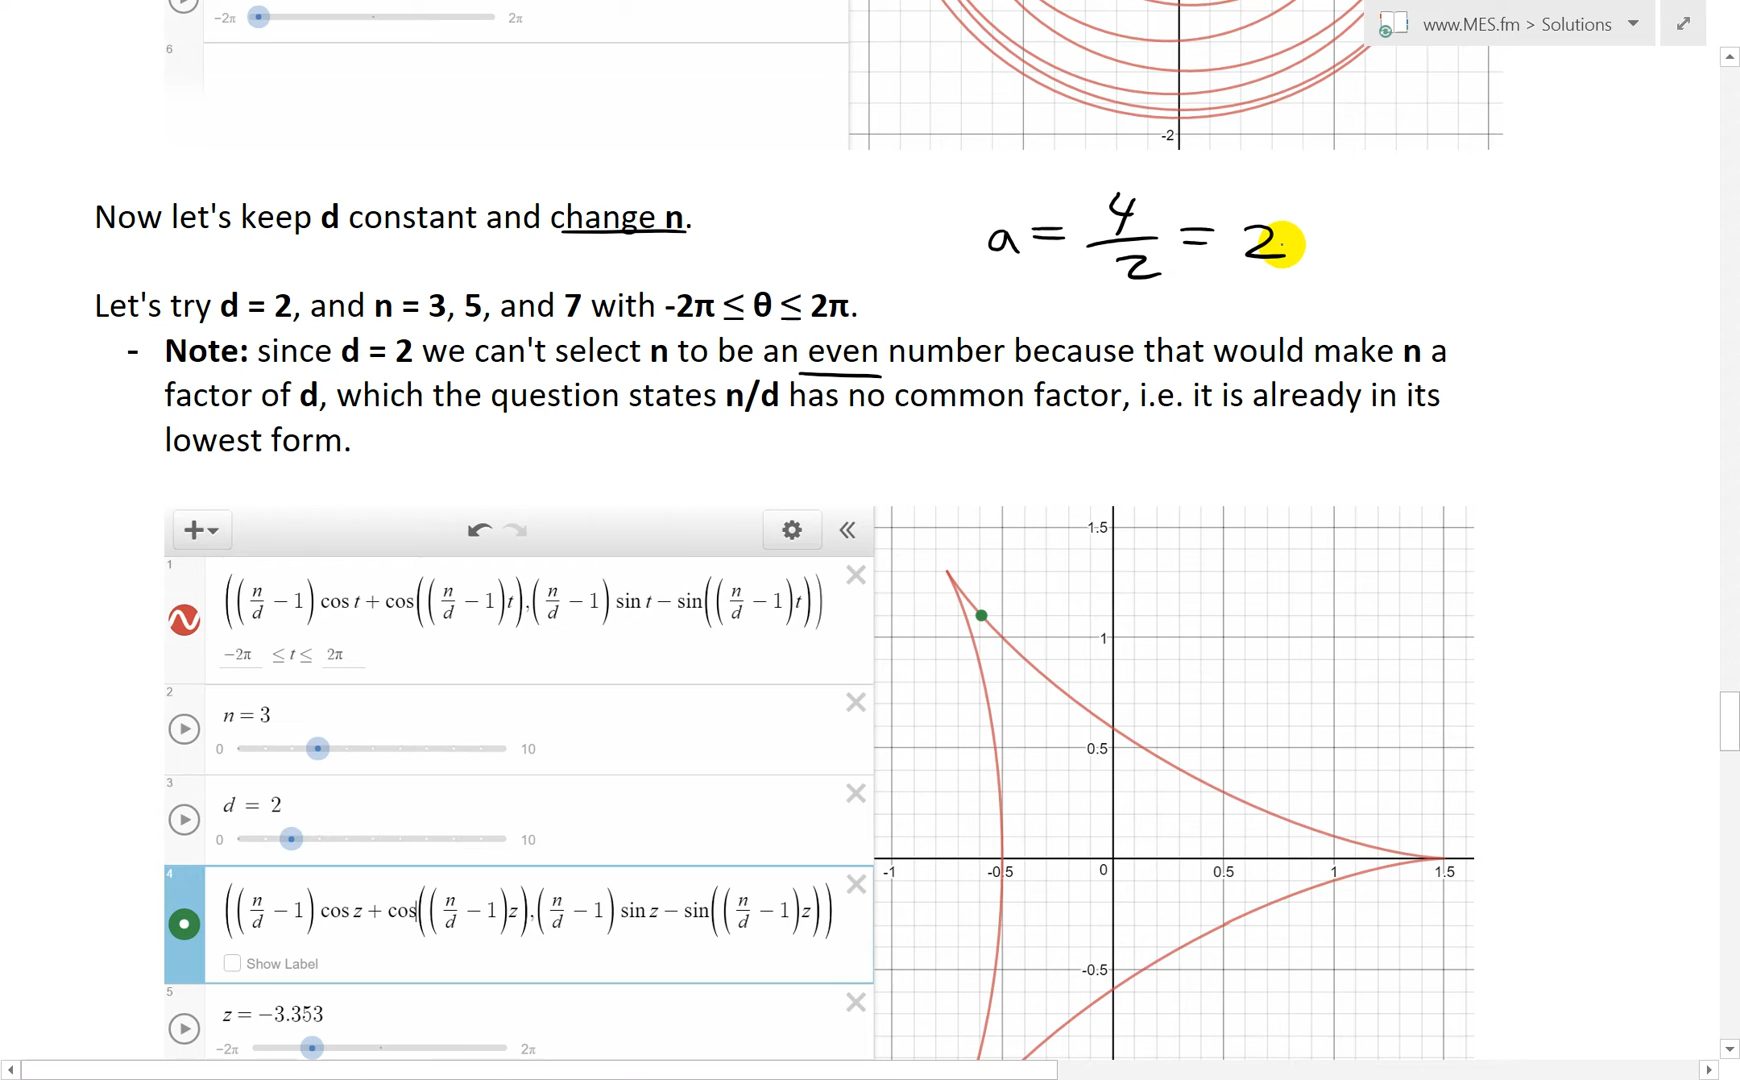 -2π 2π
6
-2
www.MES.fm > Solutions
Now let's keep d constant and change n.
a = 4/2 = 2
Let's try d = 2, and n = 3, 5, and 7 with -2π ≤ θ ≤ 2π.
- Note: since d = 2 we can't select n to be an even number because that would make n a
factor of d, which the question states n/d has no common factor, i.e. it is already in its
lowest form.
1
((n/d − 1) cos t + cos((n/d − 1)t), (n/d − 1) sin t − sin((n/d − 1)t))
−2π ≤ t ≤ 2π
2
n = 3
0 10
3
d = 2
0 10
4
((n/d − 1) cos z + cos((n/d − 1)z), (n/d − 1) sin z − sin((n/d − 1)z))
Show Label
5
z = −3.353
−2π 2π
1.5
1
0.5
-1 -0.5 0 0.5 1 1.5
-0.5